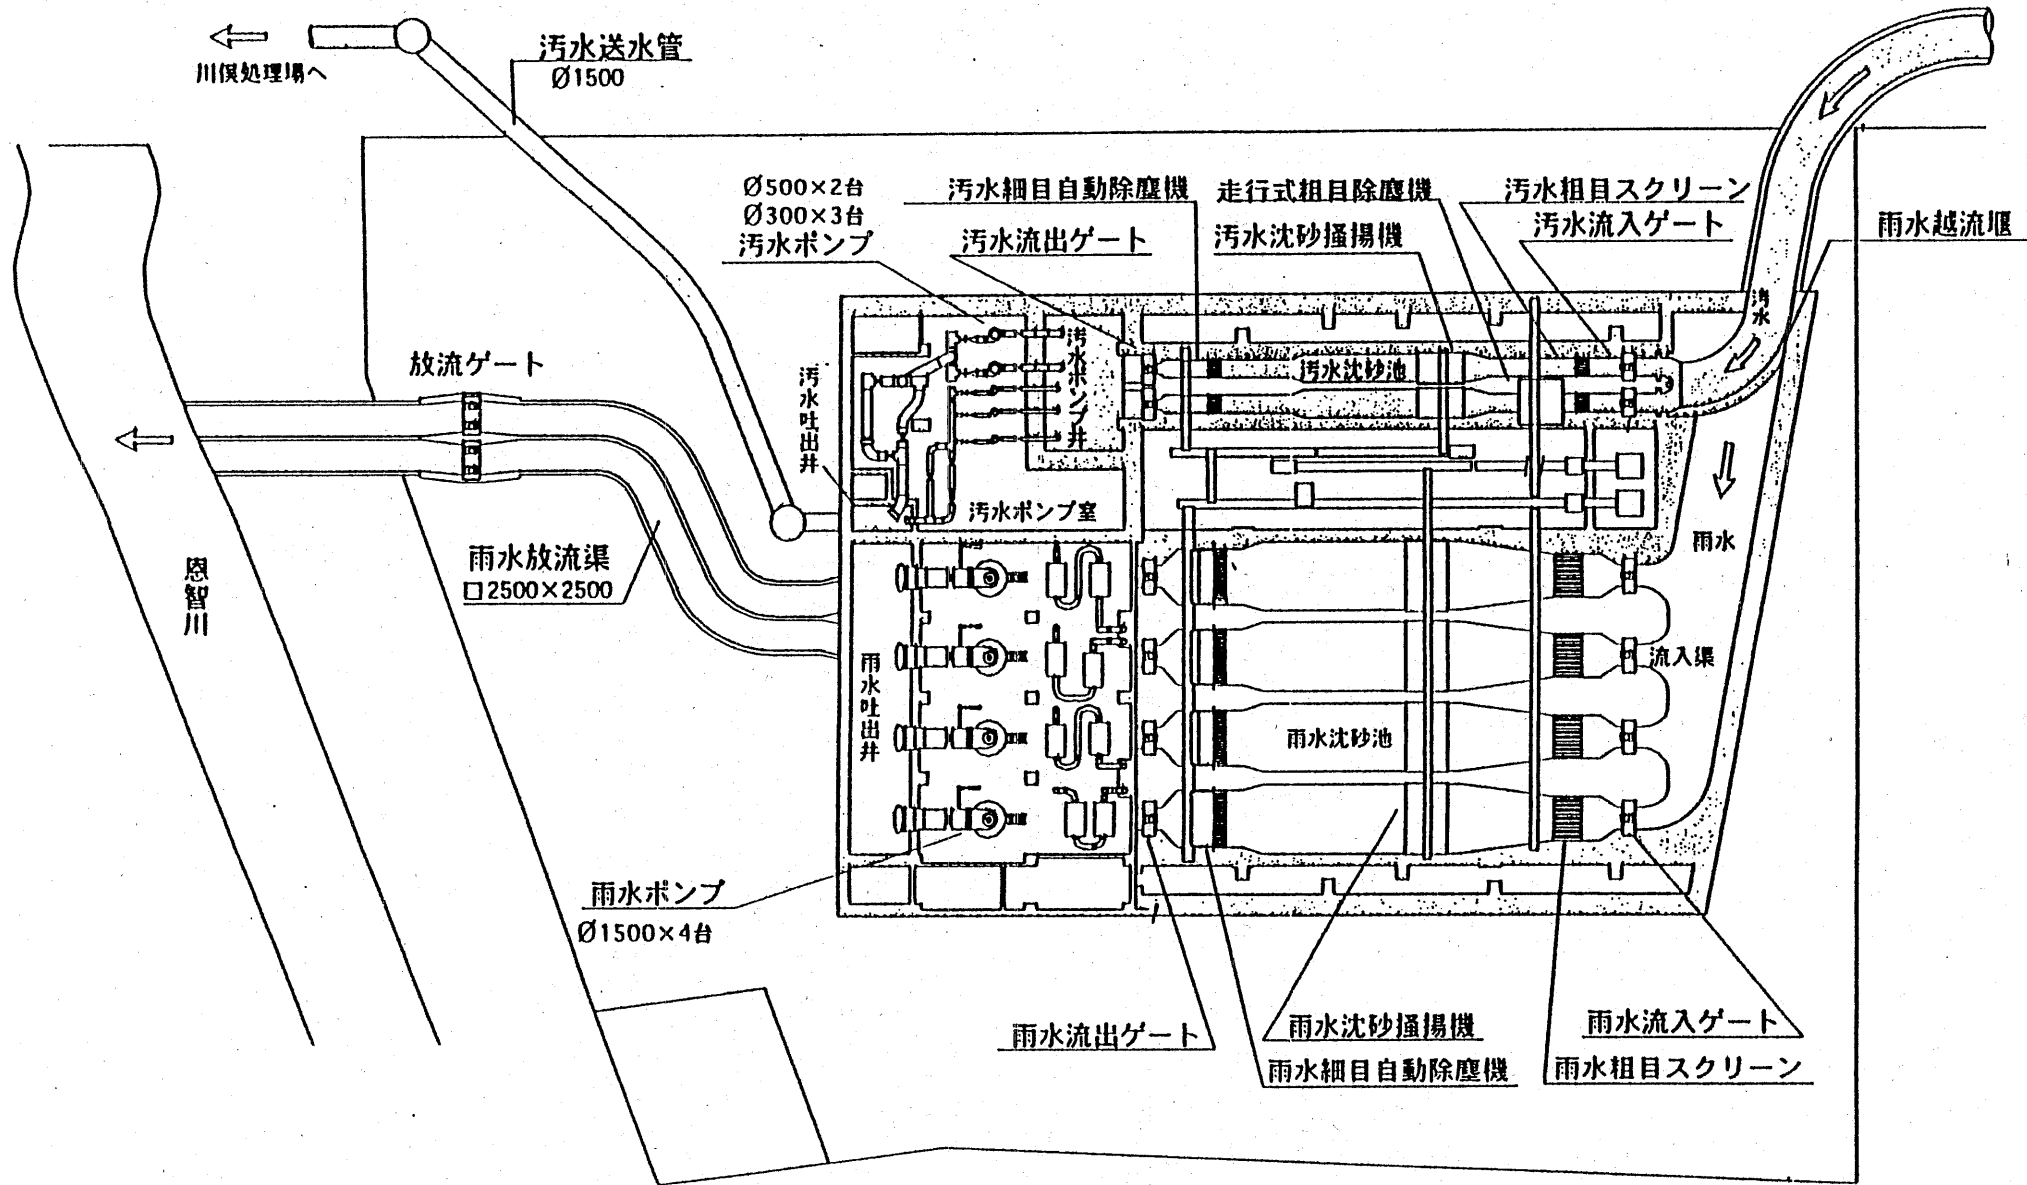 川俣処理場へ
汚水送水管
Ø1500
Ø500×2台
Ø300×3台
汚水ポンプ
汚水細目自動除塵機
汚水流出ゲート
走行式粗目除塵機
汚水沈砂掻揚機
汚水粗目スクリーン
汚水流入ゲート
雨水越流堰
汚水
放流ゲート
汚水吐出井
汚水ポンプ井
汚水沈砂池
汚水ポンプ室
雨水
恩智川
雨水放流渠
□2500×2500
雨水吐出井
流入渠
雨水沈砂池
雨水ポンプ
Ø1500×4台
雨水流出ゲート
雨水沈砂掻揚機
雨水細目自動除塵機
雨水流入ゲート
雨水粗目スクリーン